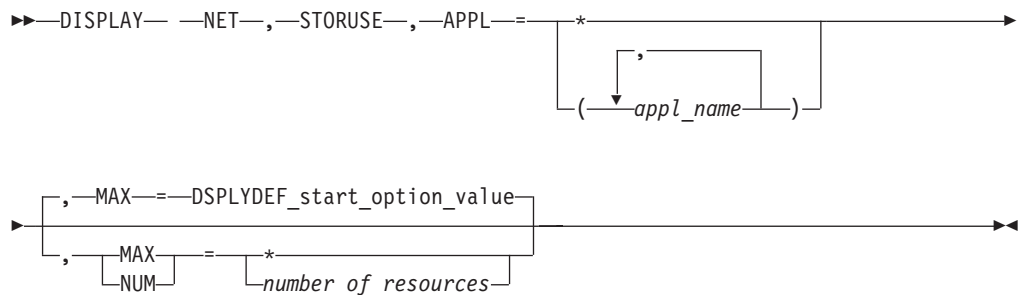 DISPLAY NET , STORUSE , APPL = *
,
( appl_name )
, MAX = DSPLYDEF_start_option_value
, MAX = *
NUM number of resources